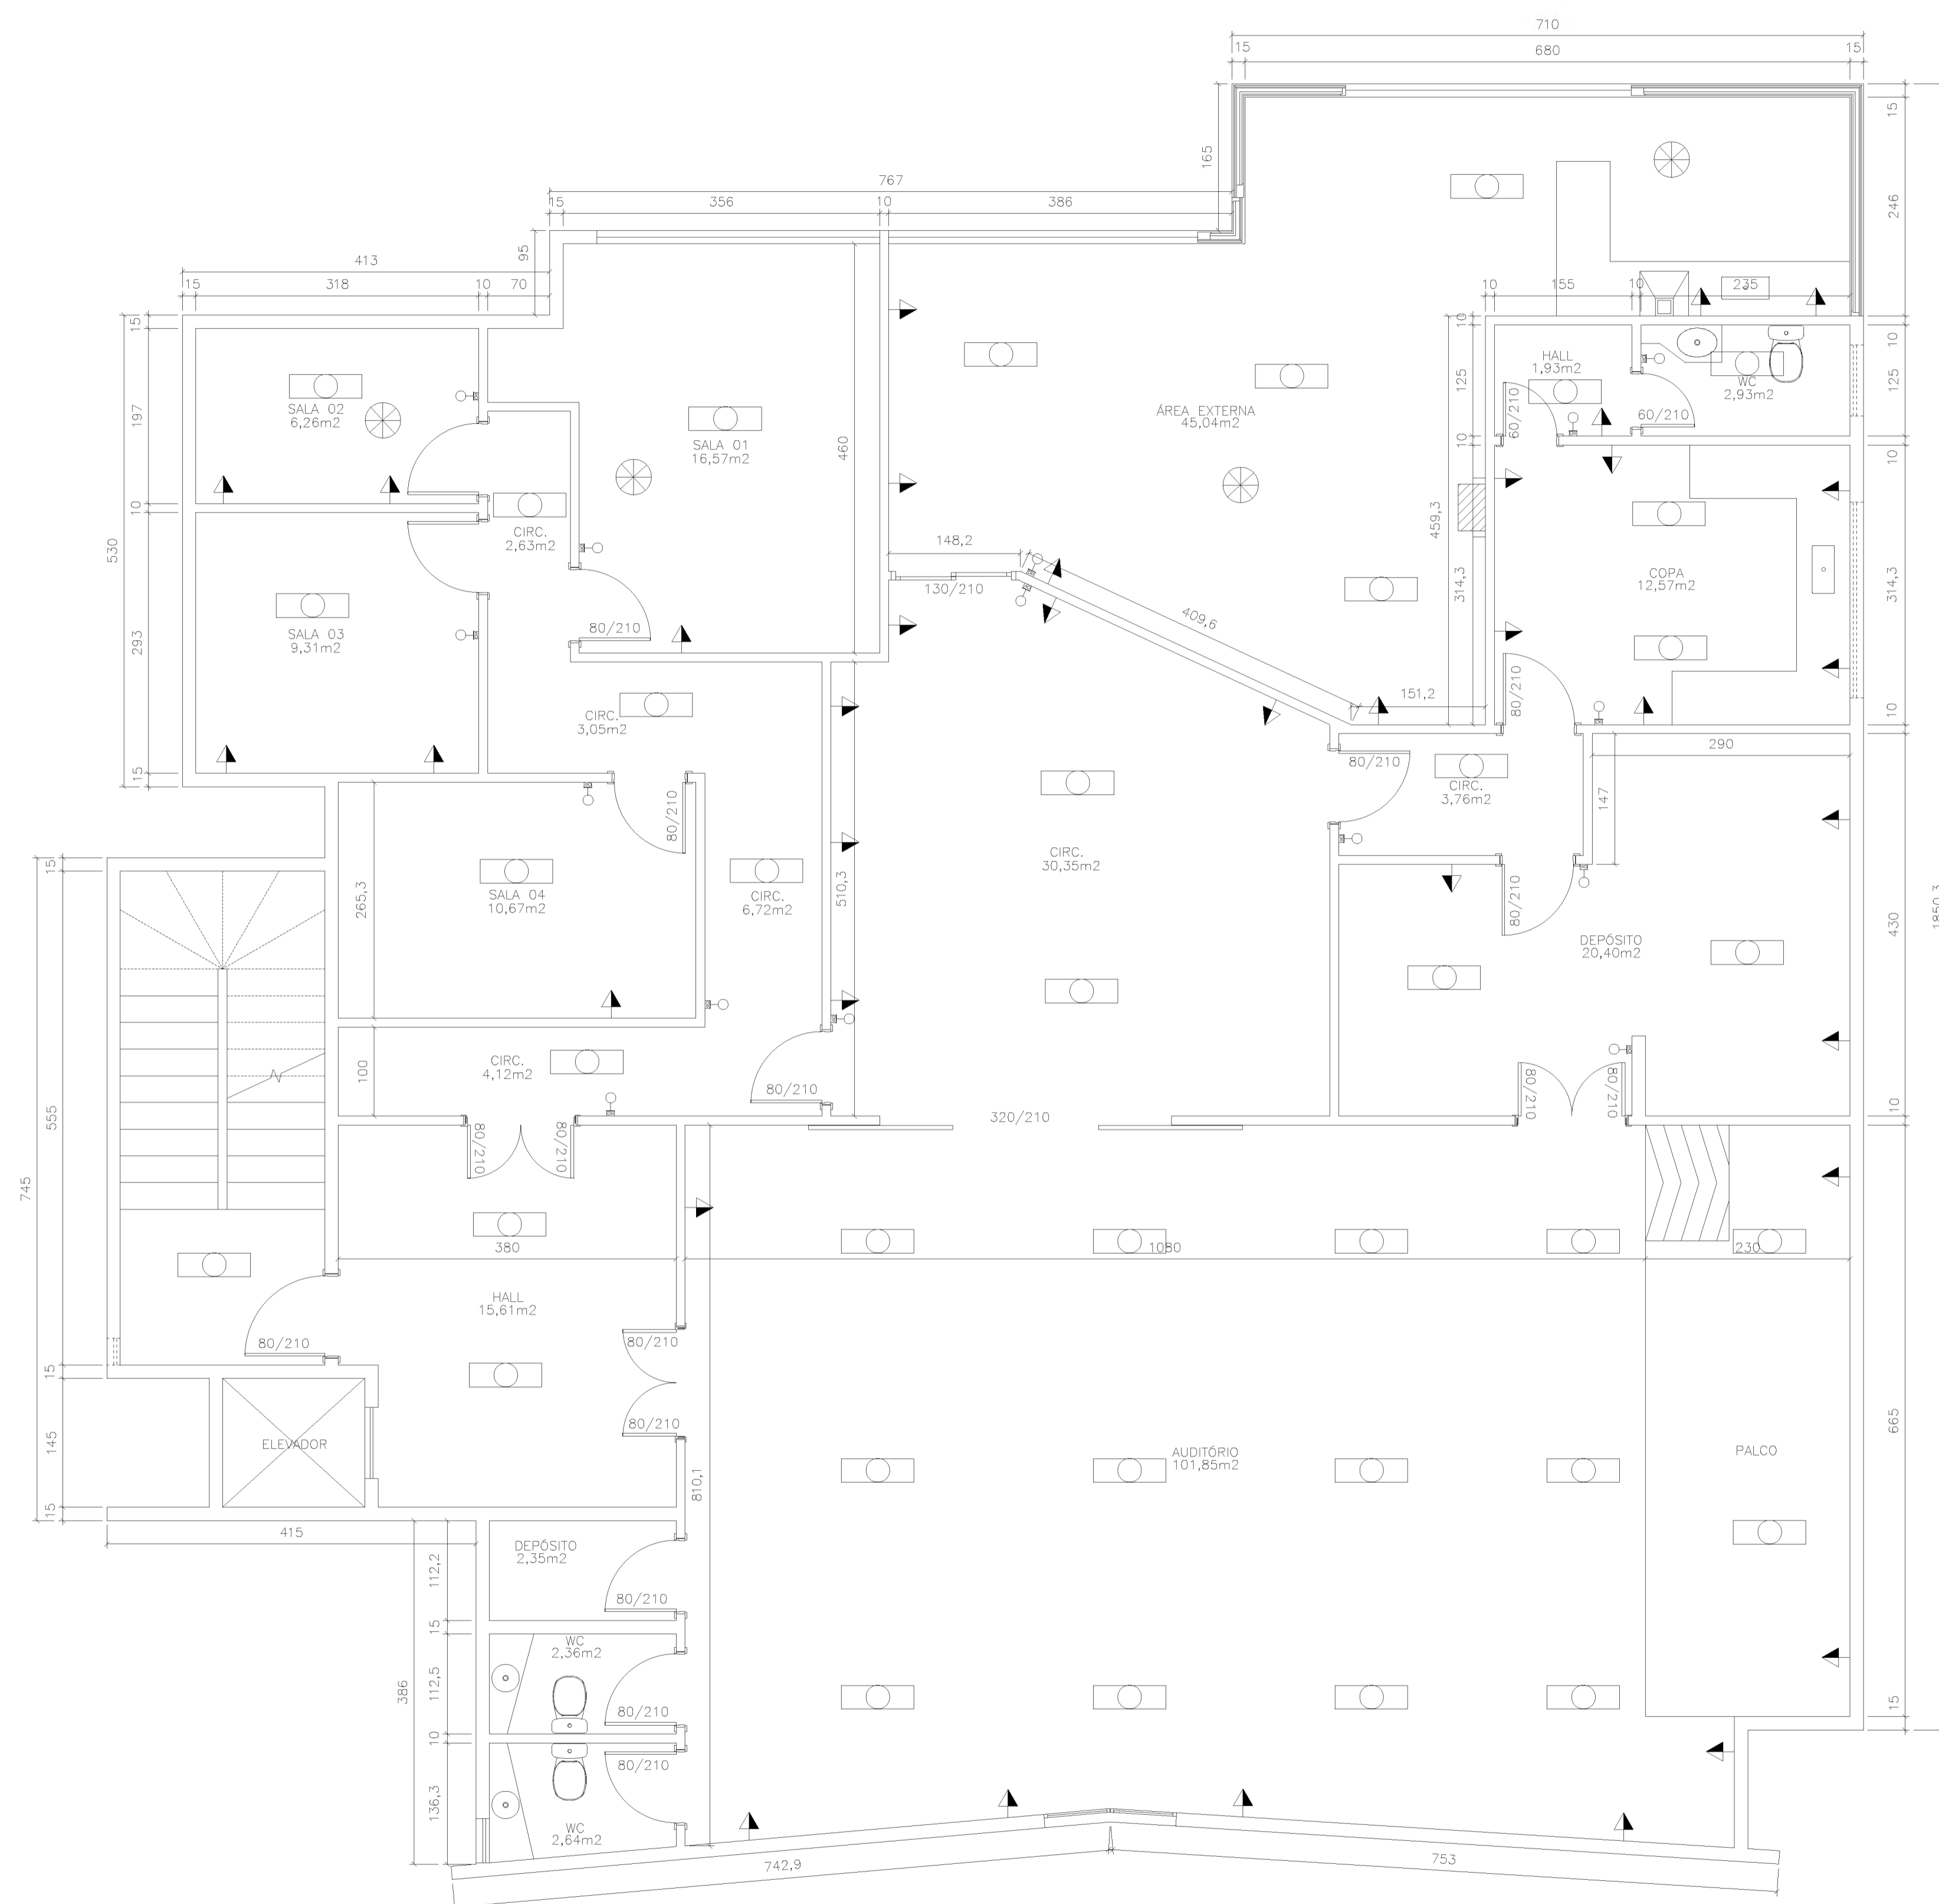 710
15
680
15
767
15
356
10
386
165
15
246
413
15
318
10
70
95
10
155
10
235
15
197
10
293
15
530
SALA 02
6,26m2
SALA 01
16,57m2
460
ÁREA EXTERNA
45,04m2
HALL
1,93m2
WC
2,93m2
60/210
60/210
10
125
10
314,3
459,3
10
125
10
314,3
10
CIRC.
2,63m2
SALA 03
9,31m2
80/210
148,2
130/210
409,6
151,2
COPA
12,57m2
80/210
CIRC.
3,05m2
80/210
80/210
CIRC.
3,76m2
290
147
SALA 04
10,67m2
265,3
CIRC.
6,72m2
510,3
CIRC.
30,35m2
80/210
DEPÓSITO
20,40m2
430
1850,3
15
555
745
100
CIRC.
4,12m2
80/210
320/210
80/210
80/210
10
80/210
80/210
380
1080
230
HALL
15,61m2
80/210
80/210
80/210
15
145
15
ELEVADOR
810,1
AUDITÓRIO
101,85m2
PALCO
665
415
DEPÓSITO
2,35m2
112,2
80/210
15
WC
2,36m2
112,5
386
80/210
10
80/210
136,3
WC
2,64m2
15
742,9
753